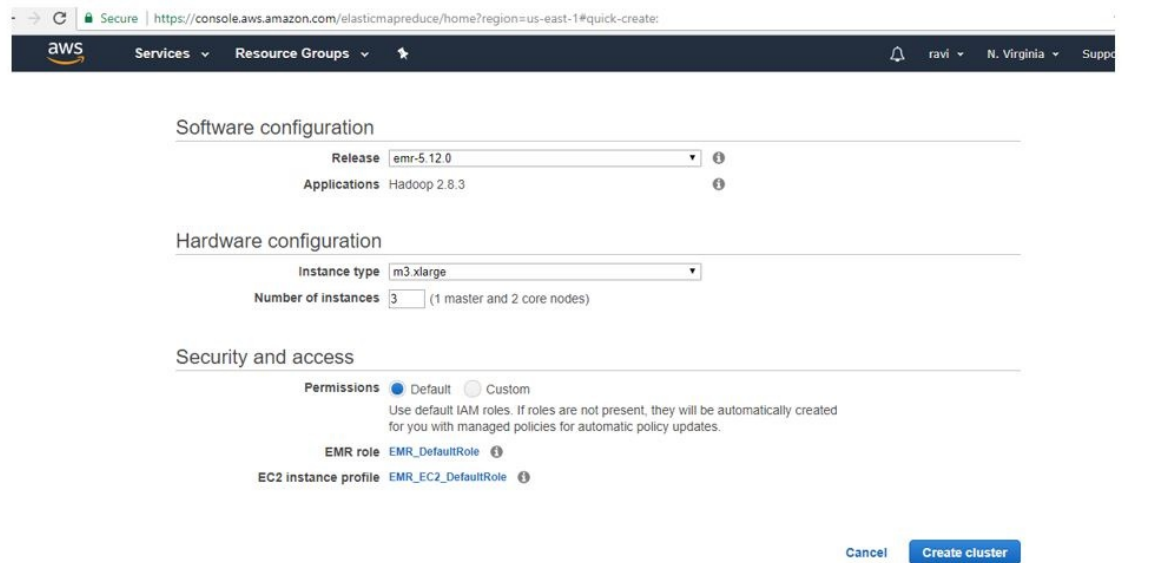 Secure | https://console.aws.amazon.com/elasticmapreduce/home?region=us-east-1#quick-create:
aws Services Resource Groups ravi N. Virginia Suppo
Software configuration
Release emr-5.12.0
Applications Hadoop 2.8.3
Hardware configuration
Instance type m3.xlarge
Number of instances 3 (1 master and 2 core nodes)
Security and access
Permissions Default Custom
Use default IAM roles. If roles are not present, they will be automatically created
for you with managed policies for automatic policy updates.
EMR role EMR_DefaultRole
EC2 instance profile EMR_EC2_DefaultRole
Cancel Create cluster